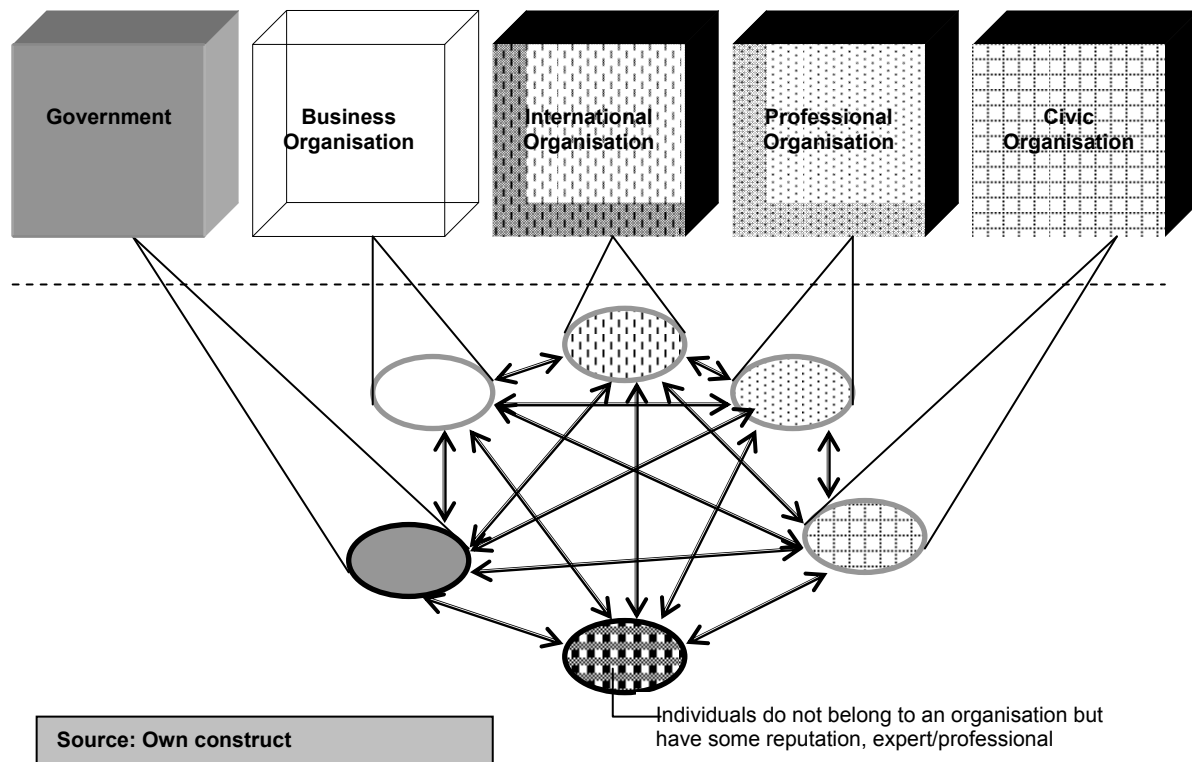 Government
Business
Organisation
International
Organisation
Professional
Organisation
Civic
Organisation
Individuals do not belong to an organisation but
have some reputation, expert/professional
Source: Own construct